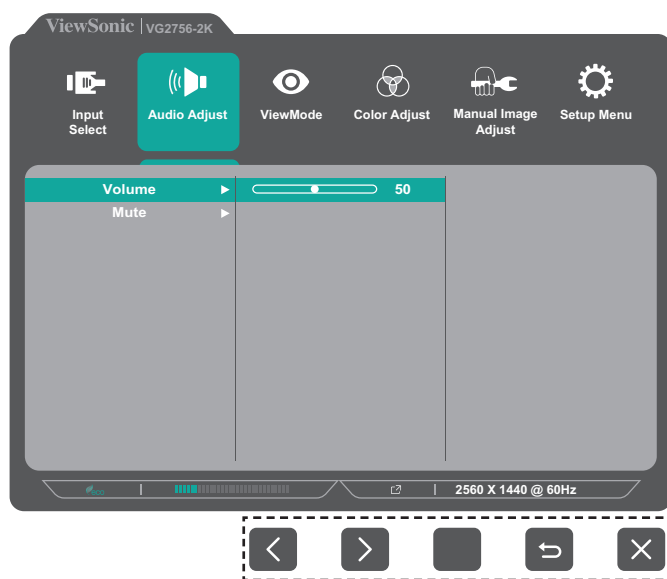 ViewSonic | VG2756-2K
Input
Select
Audio Adjust
ViewMode
Color Adjust
Manual Image
Adjust
Setup Menu
Volume
50
Mute
eco
2560 X 1440 @ 60Hz